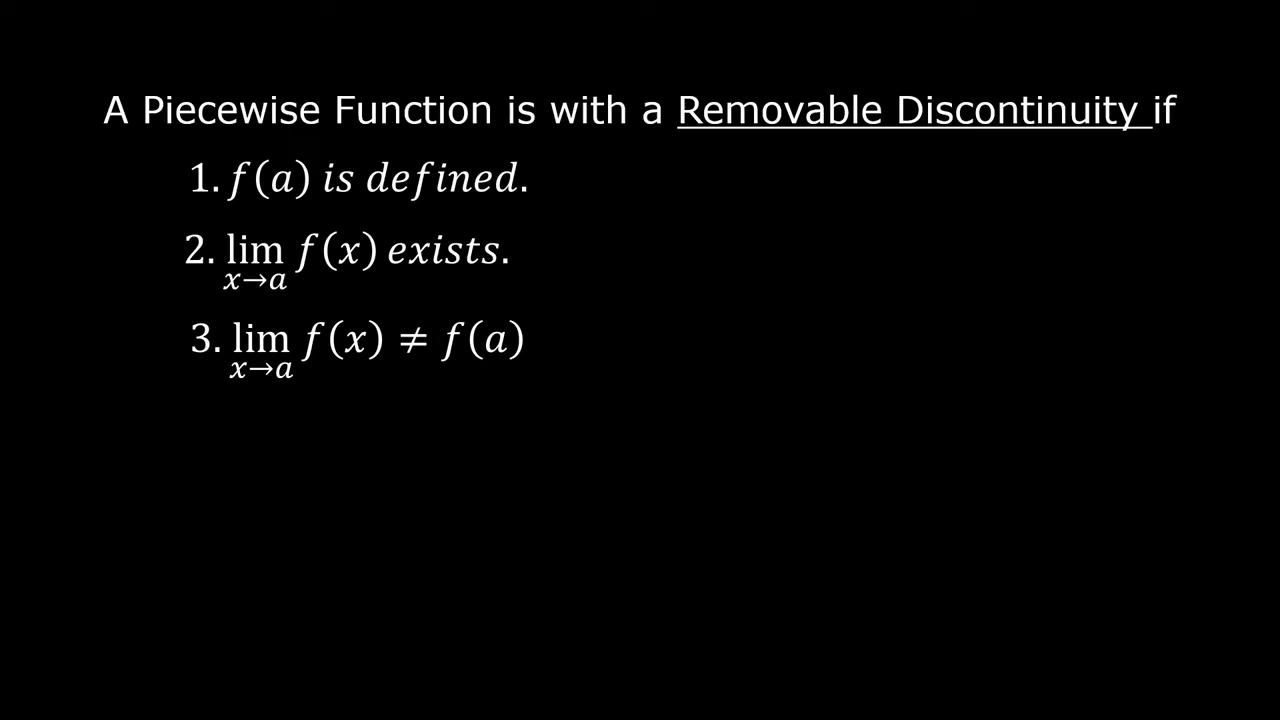 A Piecewise Function is with a Removable Discontinuity if
1. f(a) is defined.
2. lim x→a f(x) exists.
3. lim x→a f(x) ≠ f(a)